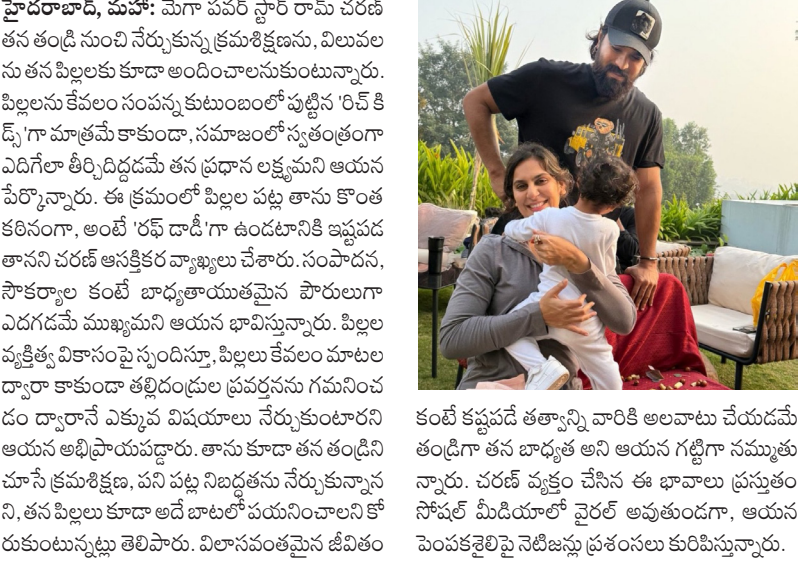 హైదరాబాద్, మహా: మెగా పవర్ స్టార్ రామ్ చరణ్
తన తండ్రి నుంచి నేర్చుకున్న క్రమశిక్షణను, విలువల
ను తన పిల్లలకు కూడా అందించాలనుకుంటున్నారు.
పిల్లలను కేవలం సంపన్న కుటుంబంలో పుట్టిన 'రిచ్ కి
డ్స్'గా మాత్రమే కాకుండా, సమాజంలో స్వతంత్రంగా
ఎదిగేలా తీర్చిదిద్దడమే తన ప్రధాన లక్ష్యమని ఆయన
పేర్కొన్నారు. ఈ క్రమంలో పిల్లల పట్ల తాను కొంత
కఠినంగా, అంటే 'రఫ్ డాడీ'గా ఉండటానికి ఇష్టపడ
తానని చరణ్ ఆసక్తికర వ్యాఖ్యలు చేశారు. సంపాదన,
సౌకర్యాల కంటే బాధ్యతాయుతమైన పౌరులుగా
ఎదగడమే ముఖ్యమని ఆయన భావిస్తున్నారు. పిల్లల
వ్యక్తిత్వ వికాసంపై స్పందిస్తూ, పిల్లలు కేవలం మాటల
ద్వారా కాకుండా తల్లిదండ్రుల ప్రవర్తనను గమనించ
డం ద్వారానే ఎక్కువ విషయాలు నేర్చుకుంటారని
ఆయన అభిప్రాయపడ్డారు. తాను కూడా తన తండ్రిని
చూసే క్రమశిక్షణ, పని పట్ల నిబద్ధతను నేర్చుకున్నాన
ని, తన పిల్లలు కూడా అదే బాటలో పయనించాలని కో
రుకుంటున్నట్లు తెలిపారు. విలాసవంతమైన జీవితం
కంటే కష్టపడే తత్వాన్ని వారికి అలవాటు చేయడమే
తండ్రిగా తన బాధ్యత అని ఆయన గట్టిగా నమ్ముతు
న్నారు. చరణ్ వ్యక్తం చేసిన ఈ భావాలు ప్రస్తుతం
సోషల్ మీడియాలో వైరల్ అవుతుండగా, ఆయన
పెంపకశైలిపై నెటిజన్లు ప్రశంసలు కురిపిస్తున్నారు.